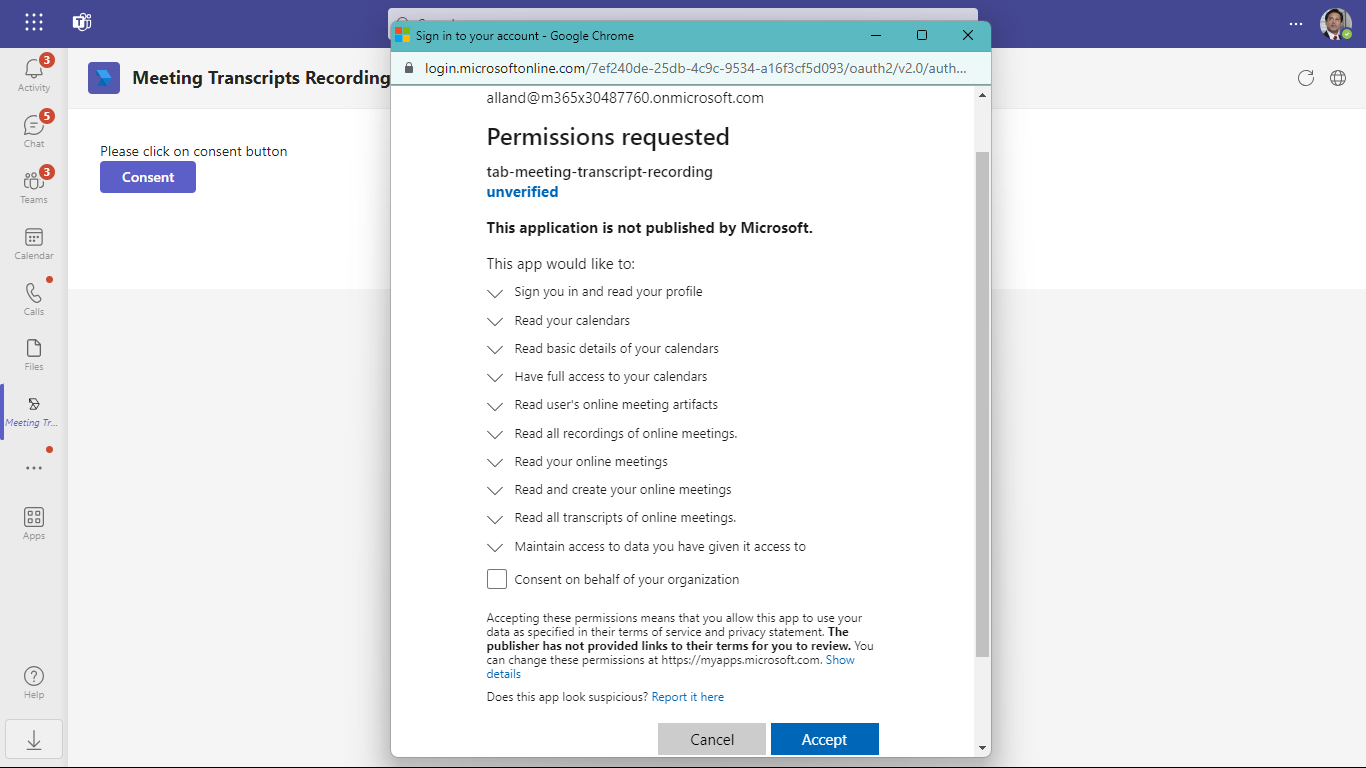 Sign in to your account - Google Chrome
login.microsoftonline.com/7ef240de-25db-4c9c-9534-a16f3cf5d093/oauth2/v2.0/auth...
Activity
3
Chat
5
Teams
3
Calendar
Calls
Files
Meeting Tr...
Apps
Help
Meeting Transcripts Recording
Please click on consent button
Consent
alland@m365x30487760.onmicrosoft.com
Permissions requested
tab-meeting-transcript-recording
unverified
This application is not published by Microsoft.
This app would like to:
Sign you in and read your profile
Read your calendars
Read basic details of your calendars
Have full access to your calendars
Read user's online meeting artifacts
Read all recordings of online meetings.
Read your online meetings
Read and create your online meetings
Read all transcripts of online meetings.
Maintain access to data you have given it access to
Consent on behalf of your organization
Accepting these permissions means that you allow this app to use your
data as specified in their terms of service and privacy statement. The
publisher has not provided links to their terms for you to review. You
can change these permissions at https://myapps.microsoft.com. Show
details
Does this app look suspicious? Report it here
Cancel
Accept